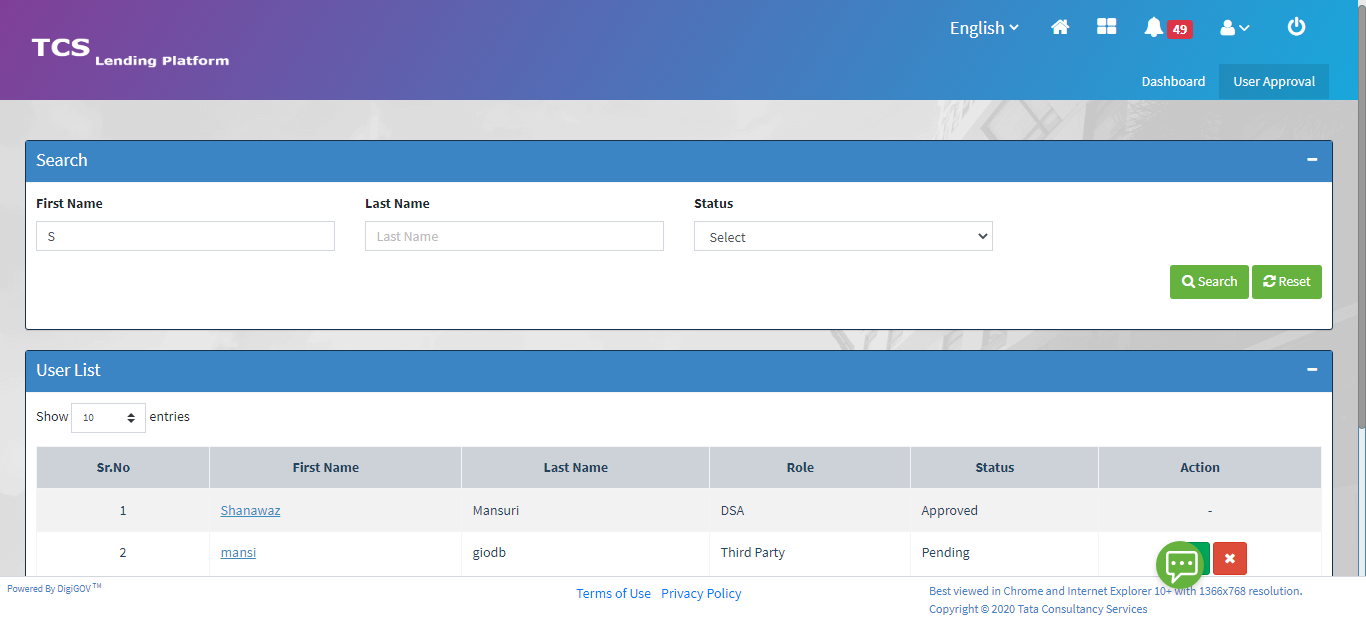 English 49
TCS Lending Platform
Dashboard User Approval
Search
First Name Last Name Status
S Last Name Select
Search Reset
User List
Show 10 entries
Sr.No First Name Last Name Role Status Action
1 Shanawaz Mansuri DSA Approved -
2 mansi giodb Third Party Pending
Powered By DigiGOV TM
Terms of Use Privacy Policy
Best viewed in Chrome and Internet Explorer 10+ with 1366x768 resolution.
Copyright © 2020 Tata Consultancy Services